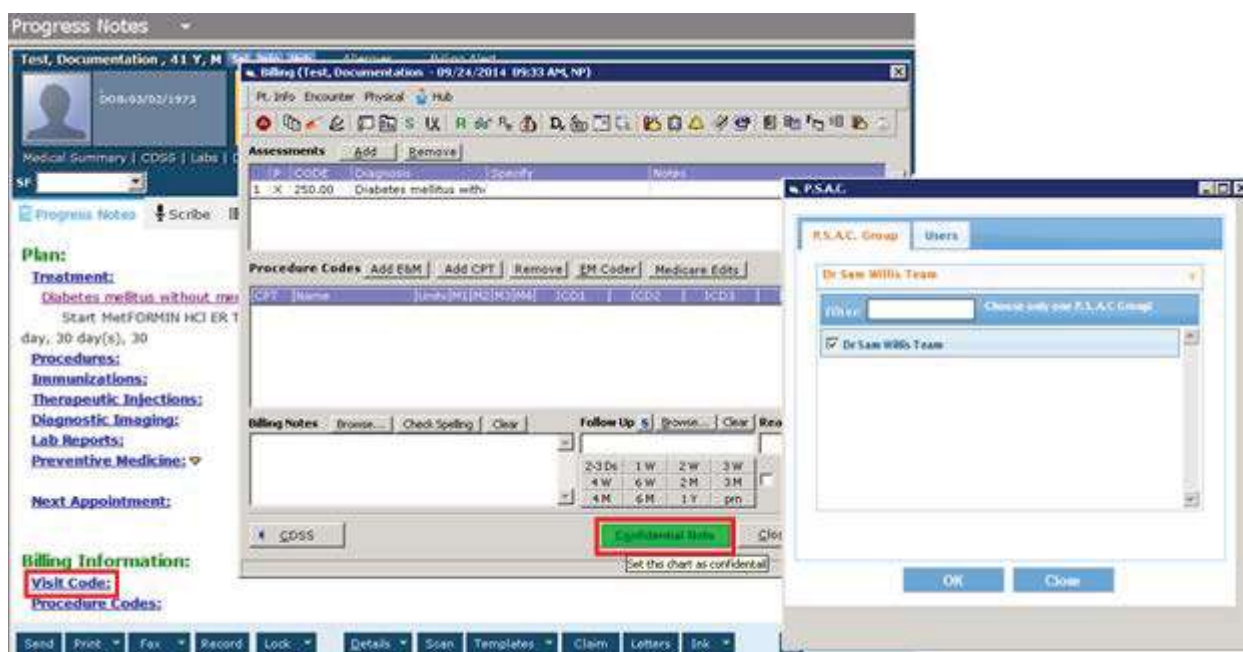 Progress Notes
Test, Documentation , 41 Y, M
DOB:03/02/1973
Medical Summary | CDSS | Labs |
SF
Progress Notes Scribe
Plan:
Treatment:
Diabetes mellitus without
Start MetFORMIN HCl ER T
day, 30 day(s), 30
Procedures:
Immunizations:
Therapeutic Injections:
Diagnostic Imaging:
Lab Reports:
Preventive Medicine:
Next Appointment:
Billing Information:
Visit Code:
Procedure Codes:
Send Print Fax Record Lock Details Scan Templates Claim Letters Ink
Billing (Test, Documentation - 09/24/2014 09:33 AM, NP)
Pt. Info Encounter Physical Hub
Assessments Add Remove
P CODE Diagnosis Specify Notes
1 X 250.00 Diabetes mellitus with
Procedure Codes Add E&M Add CPT Remove EM Coder Medicare Edits
CPT Name Units M1 M2 M3 M4 ICD1 ICD2 ICD3
Billing Notes Browse... Check Spelling Clear
Follow Up Browse... Clear Rea
2-3 Ds 1 W 2 W 3 W
4 W 6 W 2 M 3 M
4 M 6 M 1 Y prn
CDSS Confidential Note Clos
Set this chart as confidentail
P.S.A.C.
P.S.A.C. Group Users
Dr Sam Willis Team
Filter Choose only one P.S.A.C Group!
Dr Sam Willis Team
OK Close